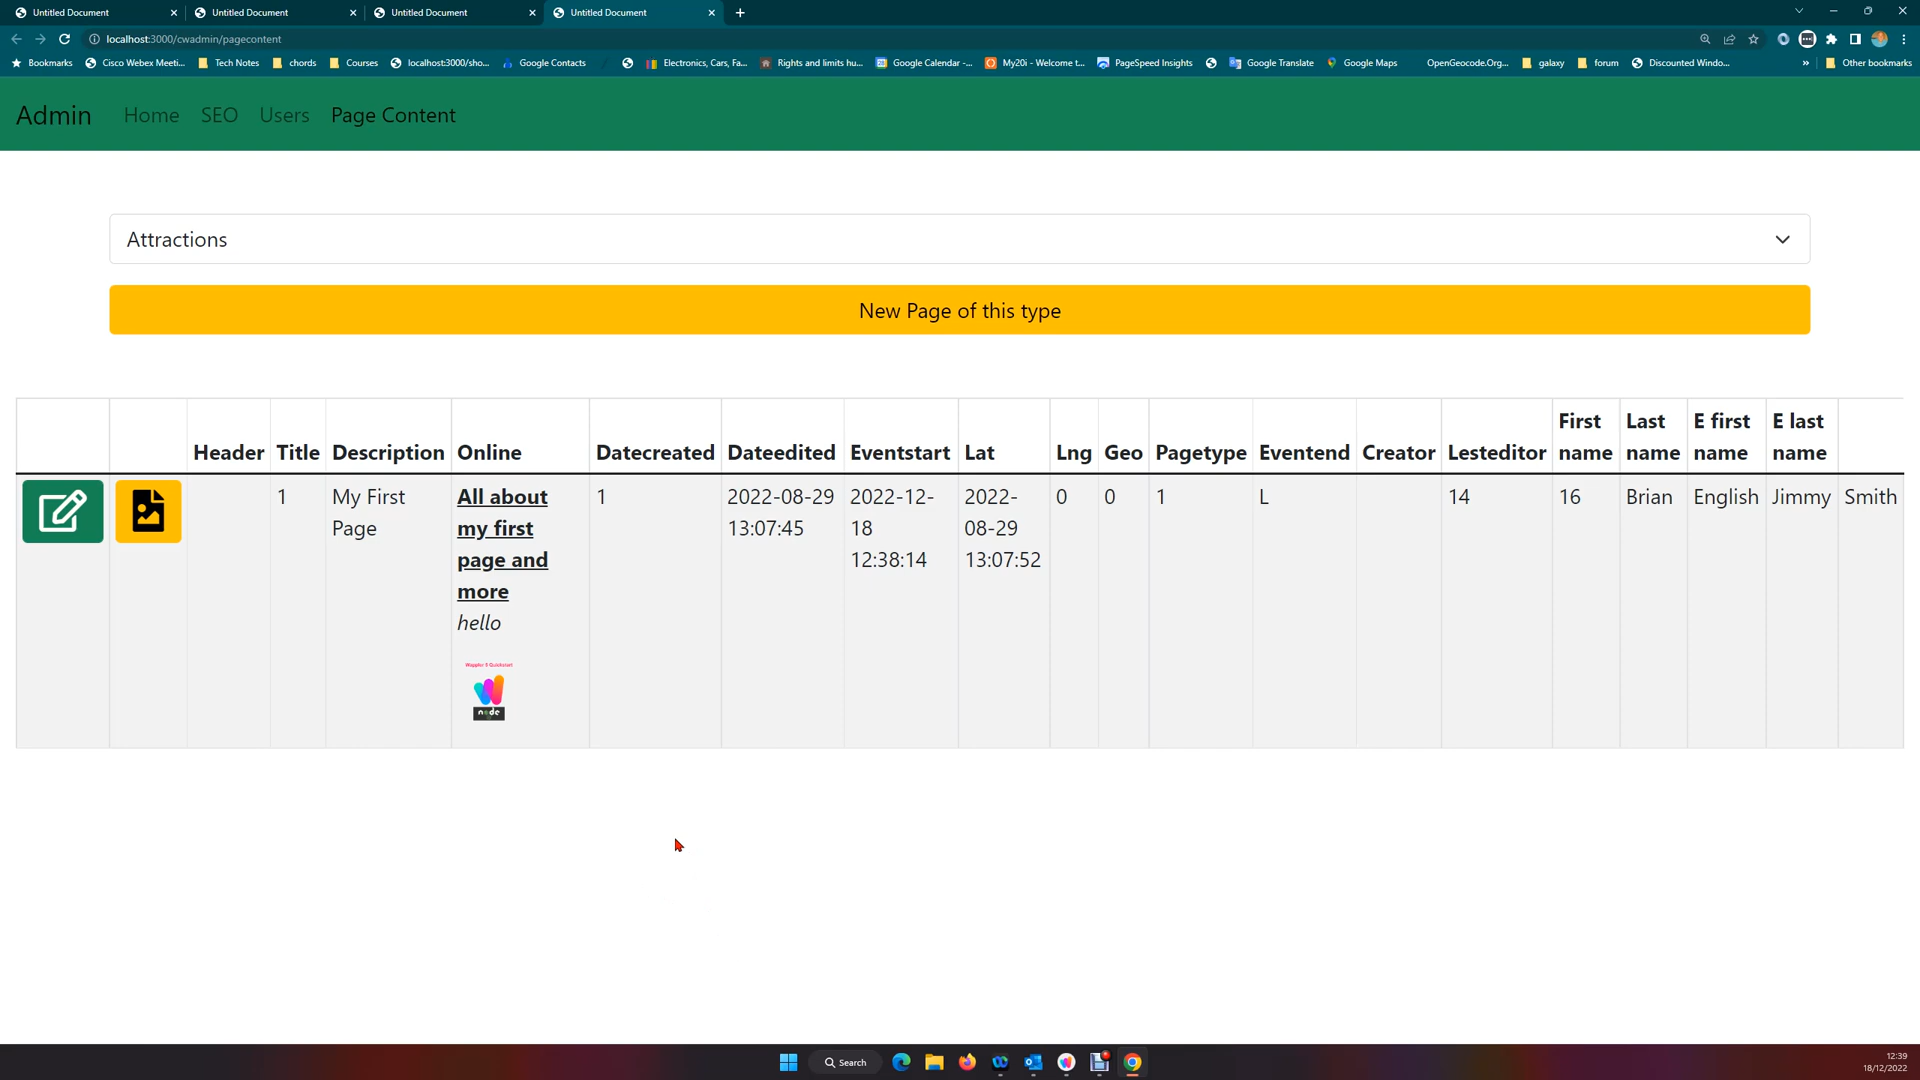 Untitled Document
Untitled Document
Untitled Document
Untitled Document
localhost:3000/cwadmin/pagecontent
Bookmarks Cisco Webex Meeti... Tech Notes chords Courses localhost:3000/sho... Google Contacts Electronics, Cars, Fa... Rights and limits hu... Google Calendar -... My20i - Welcome t... PageSpeed Insights Google Translate Google Maps OpenGeocode.Org... galaxy forum Discounted Windo... » Other bookmarks
Admin Home SEO Users Page Content
Attractions
New Page of this type
Header Title Description Online Datecreated Dateedited Eventstart Lat Lng Geo Pagetype Eventend Creator Lesteditor First name Last name E first name E last name
1
My First
Page
All about
my first
page and
more
hello
Wappler 5 Quickstart
node
1
2022-08-29
13:07:45
2022-12-
18
12:38:14
2022-
08-29
13:07:52
0
0
1
L
14
16
Brian
English
Jimmy
Smith
Search
12:39
18/12/2022